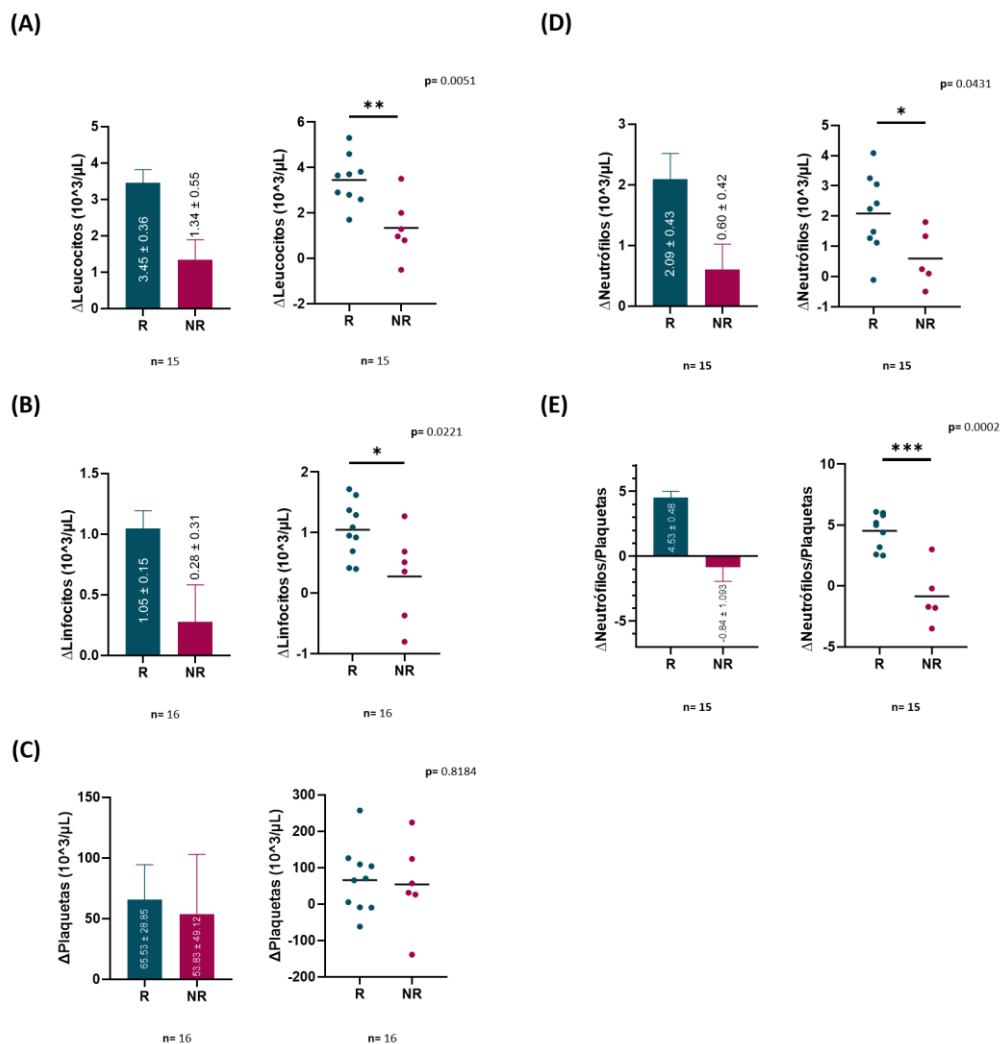 (A)
p= 0.0051
ΔLeucocitos (10^3/µL)
5
4
3
2
1
0
3.45 ± 0.36
1.34 ± 0.55
R NR
n= 15
ΔLeucocitos (10^3/µL)
6
4
2
0
-2
**
R NR
n= 15
(B)
p= 0.0221
ΔLinfocitos (10^3/µL)
1.5
1.0
0.5
0.0
1.05 ± 0.15
0.28 ± 0.31
R NR
n= 16
ΔLinfocitos (10^3/µL)
2
1
0
-1
*
R NR
n= 16
(C)
p= 0.8184
ΔPlaquetas (10^3/µL)
150
100
50
0
65.53 ± 28.85
53.83 ± 49.12
R NR
n= 16
ΔPlaquetas (10^3/µL)
300
200
100
0
-100
-200
R NR
n= 16
(D)
p= 0.0431
ΔNeutrófilos (10^3/µL)
3
2
1
0
2.09 ± 0.43
0.60 ± 0.42
R NR
n= 15
ΔNeutrófilos (10^3/µL)
5
4
3
2
1
0
-1
*
R NR
n= 15
(E)
p= 0.0002
ΔNeutrófilos/Plaquetas
5
0
-5
4.53 ± 0.48
-0.84 ± 1.093
R NR
n= 15
ΔNeutrófilos/Plaquetas
10
5
0
-5
***
R NR
n= 15